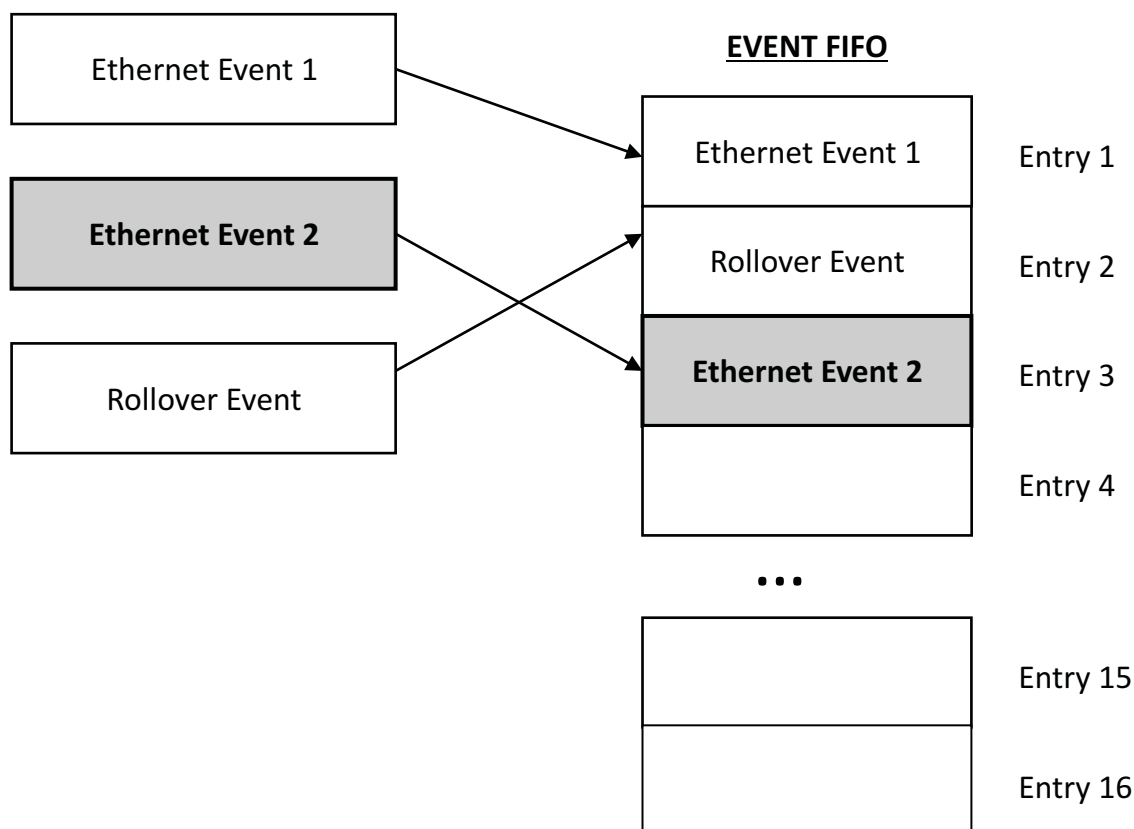 Ethernet Event 1
Ethernet Event 2
Rollover Event
EVENT FIFO
Ethernet Event 1
Entry 1
Rollover Event
Entry 2
Ethernet Event 2
Entry 3
Entry 4
...
Entry 15
Entry 16